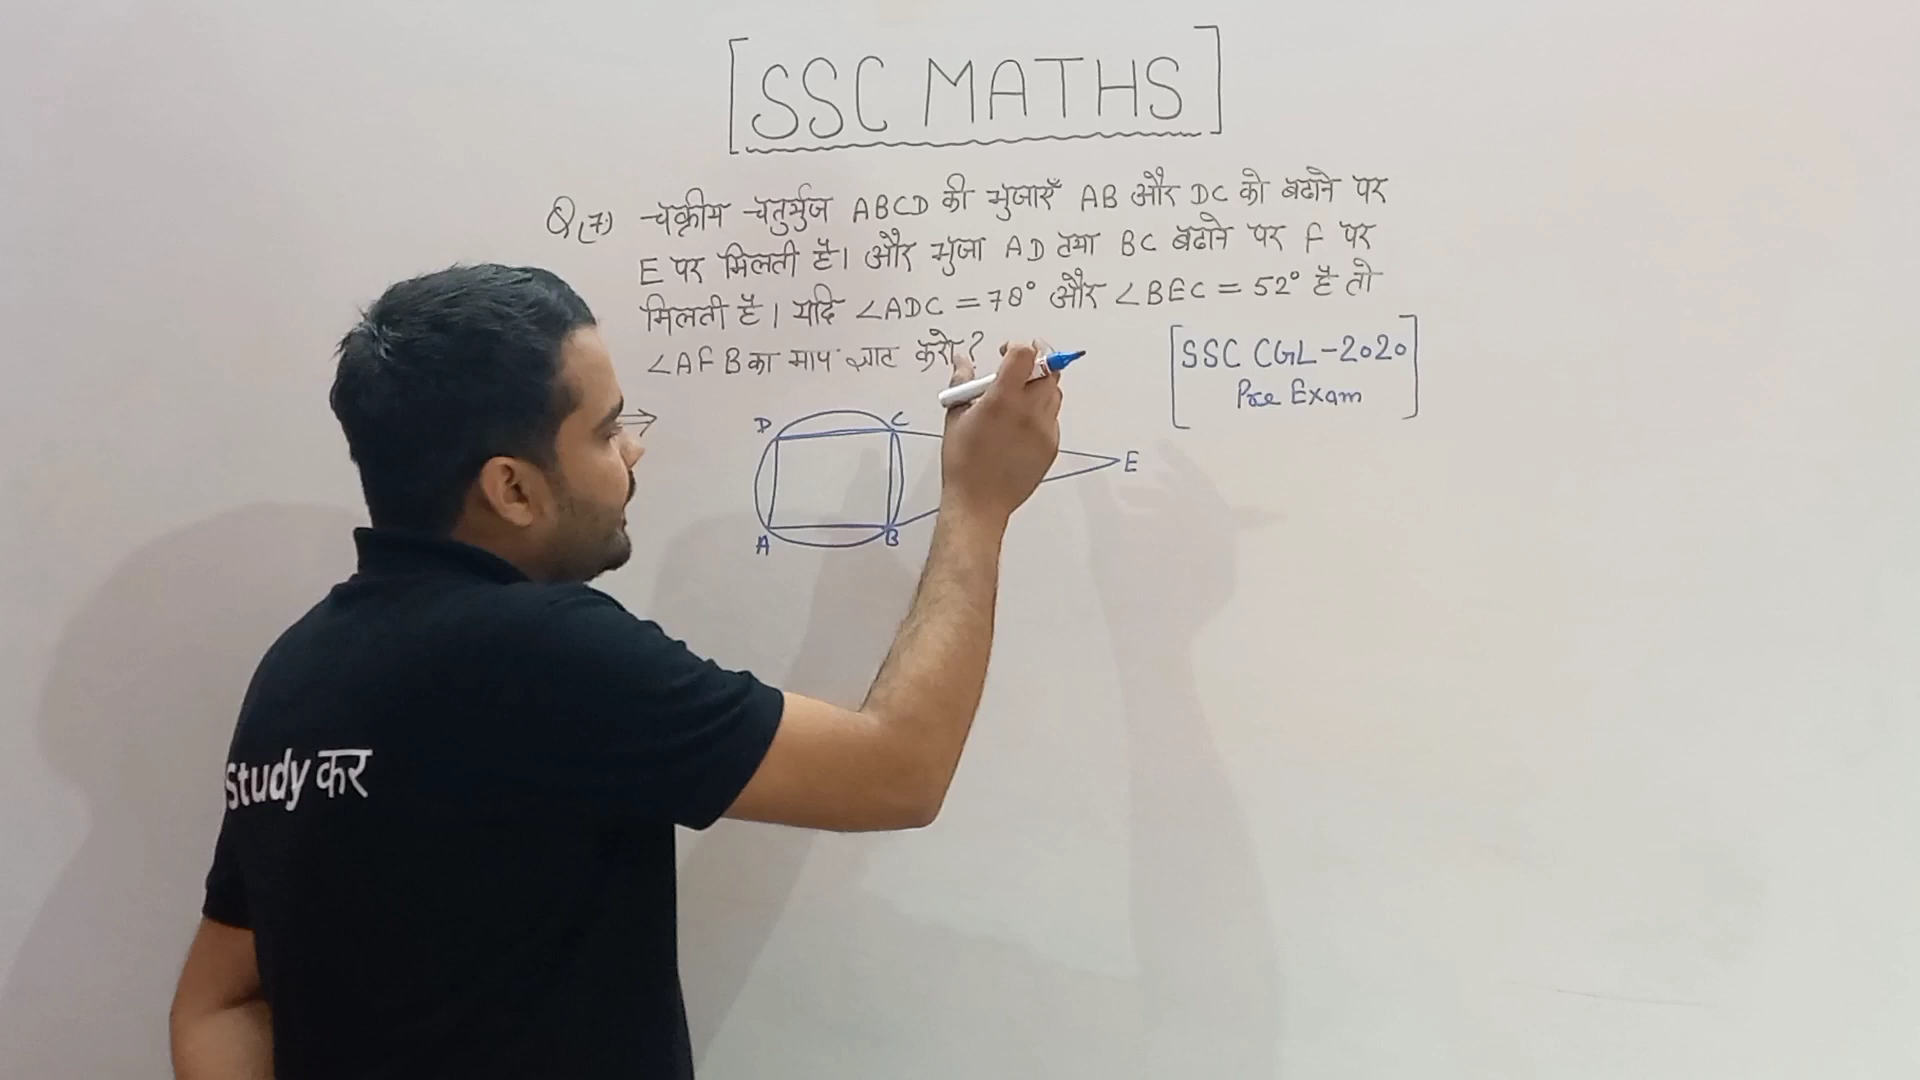 [SSC MATHS]
Q(7) चक्रीय चतुर्भुज ABCD की भुजाएँ AB और DC को बढाने पर
E पर मिलती है। और भुजा AD तथा BC बढाने पर F पर
मिलती है। यदि ∠ADC = 78° और ∠BEC = 52° है तो
∠AFB का माप ज्ञात करो?
[SSC CGL-2020
Pre Exam]
D C
E
A B
Study कर